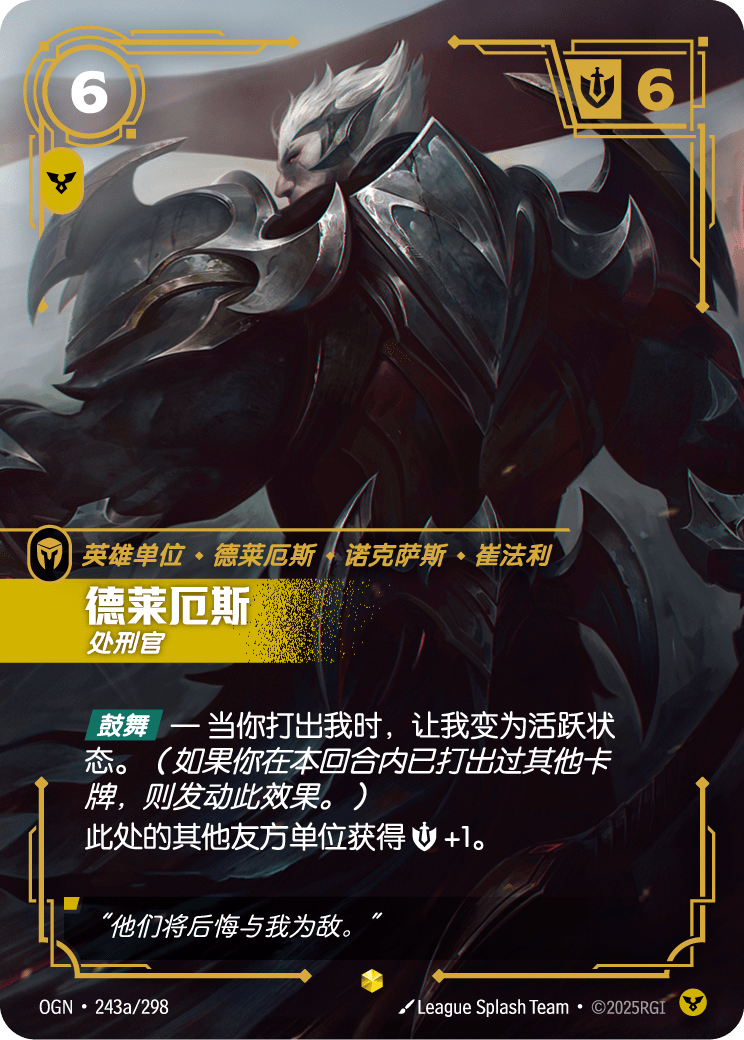 6
6
英雄单位 ◆ 德莱厄斯 ◆ 诺克萨斯 ◆ 崔法利
德莱厄斯
处刑官
鼓舞 — 当你打出我时，让我变为活跃状
态。（如果你在本回合内已打出过其他卡
牌，则发动此效果。）
此处的其他友方单位获得 +1。
“他们将后悔与我为敌。”
OGN • 243a/298
League Splash Team • ©2025RGI